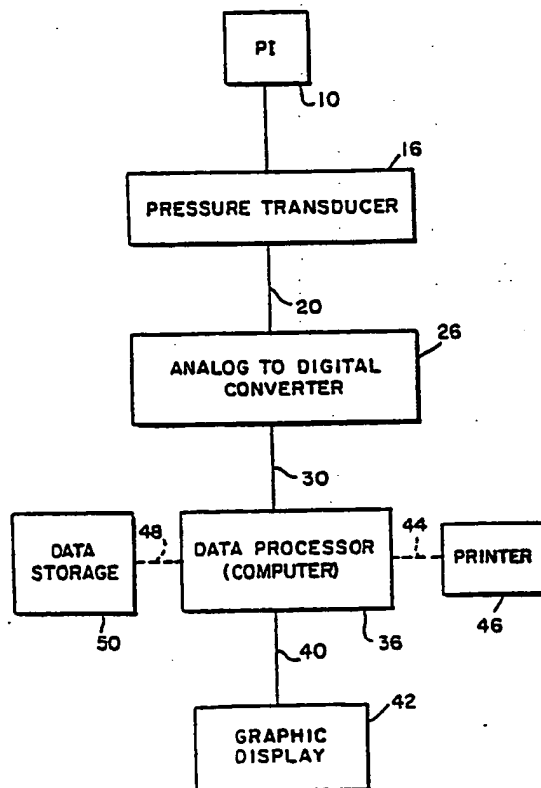 PI
10
16
PRESSURE TRANSDUCER
20
26
ANALOG TO DIGITAL
CONVERTER
30
48
44
DATA
STORAGE
DATA PROCESSOR
(COMPUTER)
PRINTER
50
36
46
40
42
GRAPHIC
DISPLAY